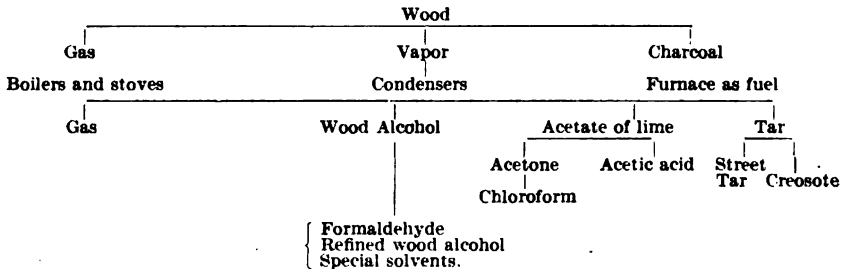 Wood
Gas Vapor Charcoal
Boilers and stoves Condensers Furnace as fuel
Gas Wood Alcohol Acetate of lime Tar
Acetone Acetic acid Street
Tar Creosote
Chloroform
Formaldehyde
Refined wood alcohol
Special solvents.